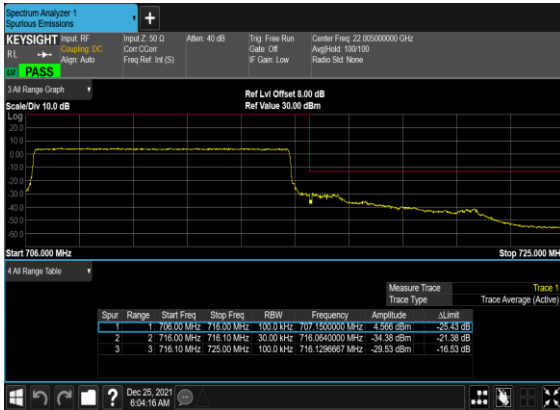 Spectrum Analyzer 1
Spurious Emissions
KEYSIGHT Input: RF Input Z: 50 Ω Atten: 40 dB Trig: Free Run Center Freq: 22.005000000 GHz
RL Coupling: DC Corr CCorr Gate: Off Avg|Hold: 100/100
Align: Auto Freq Ref: Int (S) IF Gain: Low Radio Std: None
PASS
3 All Range Graph
Ref Lvl Offset 8.00 dB
Scale/Div 10.0 dB Ref Value 30.00 dBm
Log
20.0
10.0
0.00
-10.0
-20.0
-30.0
-40.0
-50.0
-60.0
Start 706.000 MHz Stop 725.000 MH
4 All Range Table
Measure Trace Trace 1
Trace Type Trace Average (Active)
Spur Range Start Freq Stop Freq RBW Frequency Amplitude ΔLimit
1 1 706.00 MHz 716.00 MHz 100.0 kHz 707.1500000 MHz 4.566 dBm -25.43 dB
2 2 716.00 MHz 716.10 MHz 30.00 kHz 716.0640000 MHz -34.38 dBm -21.38 dB
3 3 716.10 MHz 725.00 MHz 100.0 kHz 716.1296667 MHz -29.53 dBm -16.53 dB
?
Dec 25, 2021
6:04:16 AM